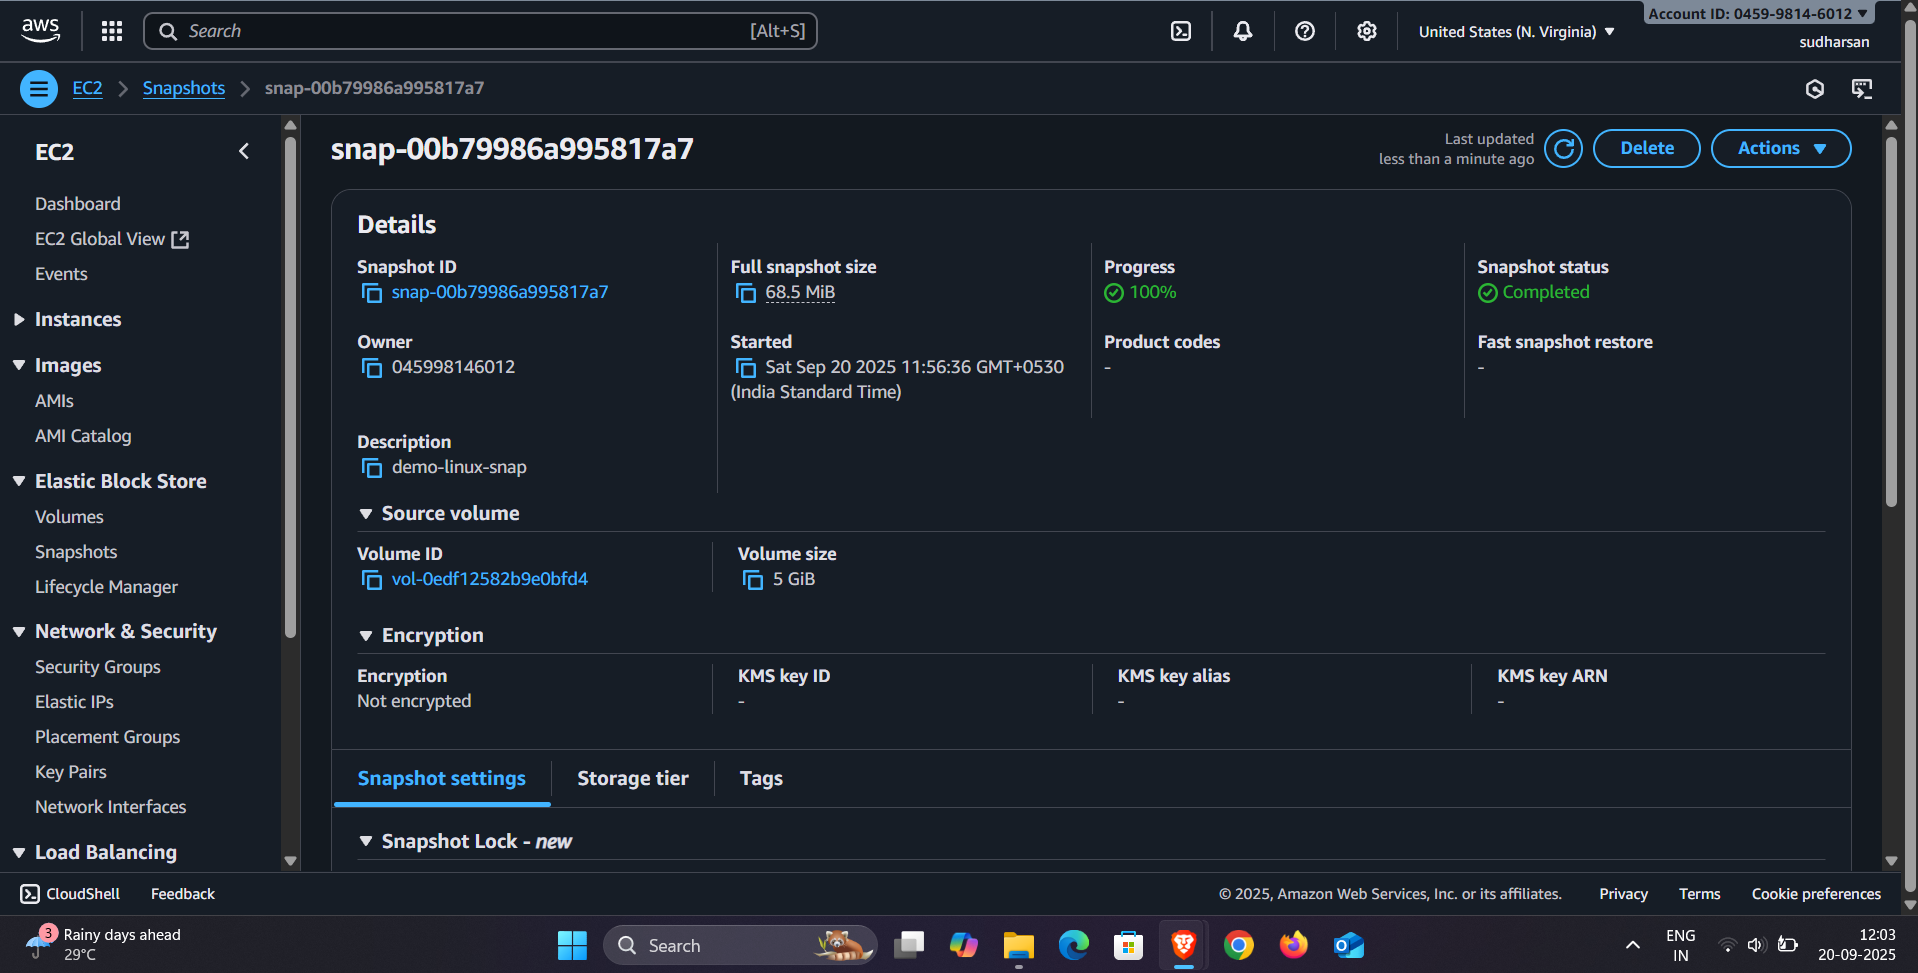 aws
Search
[Alt+S]
United States (N. Virginia)
Account ID: 0459-9814-6012
sudharsan
EC2
Snapshots
snap-00b79986a995817a7
EC2
Dashboard
EC2 Global View
Events
Instances
Images
AMIs
AMI Catalog
Elastic Block Store
Volumes
Snapshots
Lifecycle Manager
Network & Security
Security Groups
Elastic IPs
Placement Groups
Key Pairs
Network Interfaces
Load Balancing
snap-00b79986a995817a7
Last updated
less than a minute ago
Delete
Actions
Details
Snapshot ID
snap-00b79986a995817a7
Full snapshot size
68.5 MiB
Progress
100%
Snapshot status
Completed
Owner
045998146012
Started
Sat Sep 20 2025 11:56:36 GMT+0530
(India Standard Time)
Product codes
-
Fast snapshot restore
-
Description
demo-linux-snap
Source volume
Volume ID
vol-0edf12582b9e0bfd4
Volume size
5 GiB
Encryption
Encryption
Not encrypted
KMS key ID
-
KMS key alias
-
KMS key ARN
-
Snapshot settings
Storage tier
Tags
Snapshot Lock - new
CloudShell
Feedback
© 2025, Amazon Web Services, Inc. or its affiliates.
Privacy
Terms
Cookie preferences
3
Rainy days ahead
29°C
Search
ENG
IN
12:03
20-09-2025